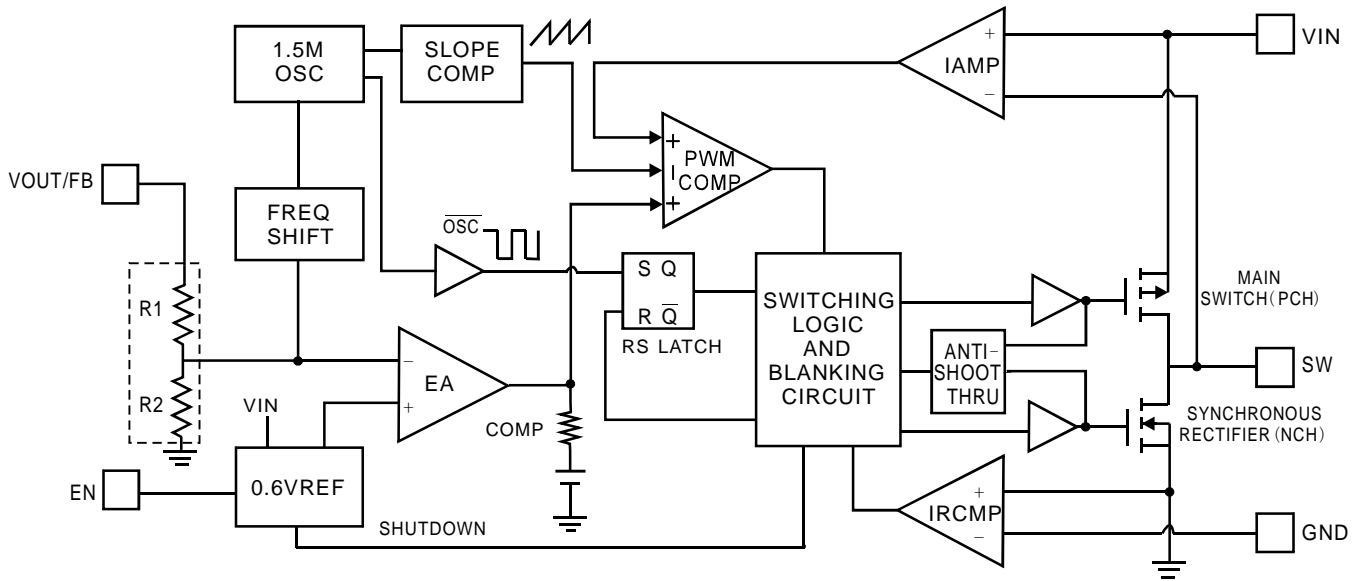 1.5M
OSC
SLOPE
COMP
IAMP
+
−
VIN
VOUT/FB
FREQ
SHIFT
+
−
+
PWM
COMP
OSC
R1
R2
S Q
R Q
RS LATCH
SWITCHING
LOGIC
AND
BLANKING
CIRCUIT
ANTI-
SHOOT
THRU
MAIN
SWITCH(PCH)
SW
SYNCHRONOUS
RECTIFIER(NCH)
−
EA
+
VIN
COMP
EN
0.6VREF
SHUTDOWN
+
IRCMP
−
GND